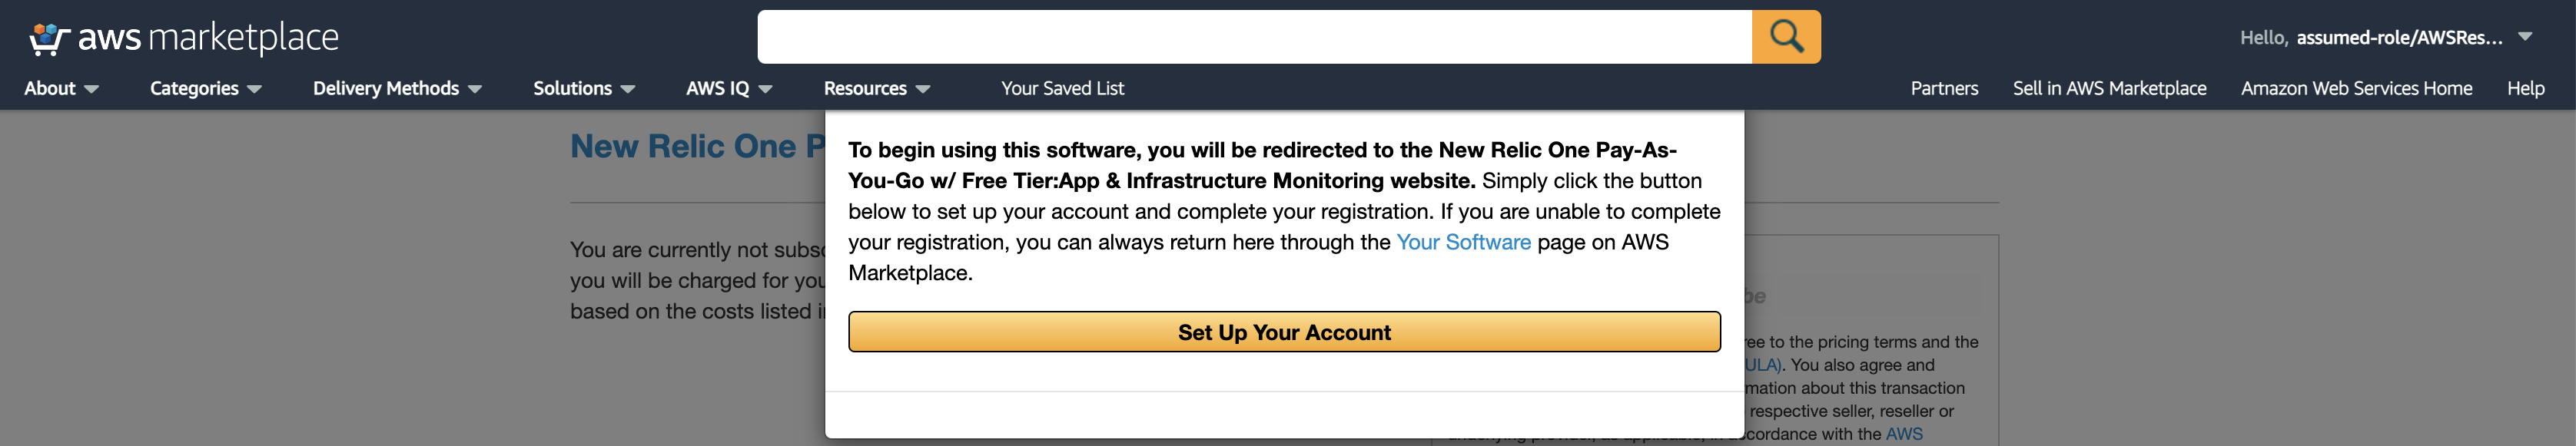 aws marketplace
Hello, assumed-role/AWSRes...
About Categories Delivery Methods Solutions AWS IQ Resources Your Saved List Partners Sell in AWS Marketplace Amazon Web Services Home Help
New Relic One P
To begin using this software, you will be redirected to the New Relic One Pay-As-
You-Go w/ Free Tier:App & Infrastructure Monitoring website. Simply click the button
below to set up your account and complete your registration. If you are unable to complete
your registration, you can always return here through the Your Software page on AWS
Marketplace.
Set Up Your Account
You are currently not subsc
you will be charged for you
based on the costs listed i
be
ree to the pricing terms and the
ULA). You also agree and
mation about this transaction
respective seller, reseller or
accordance with the AWS